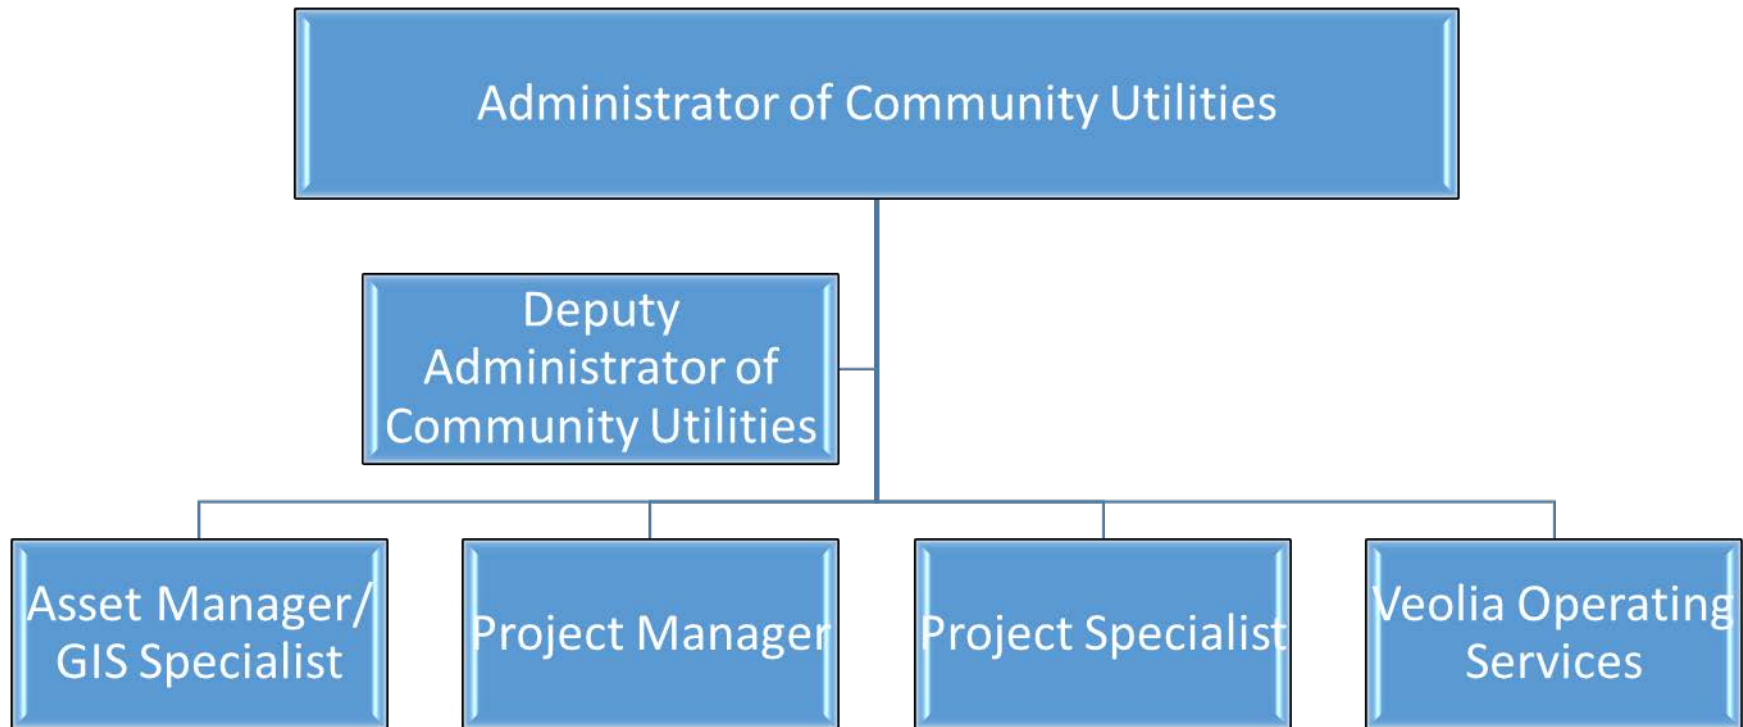 Administrator of Community Utilities
Deputy
Administrator of
Community Utilities
Asset Manager/
GIS Specialist
Project Manager
Project Specialist
Veolia Operating
Services